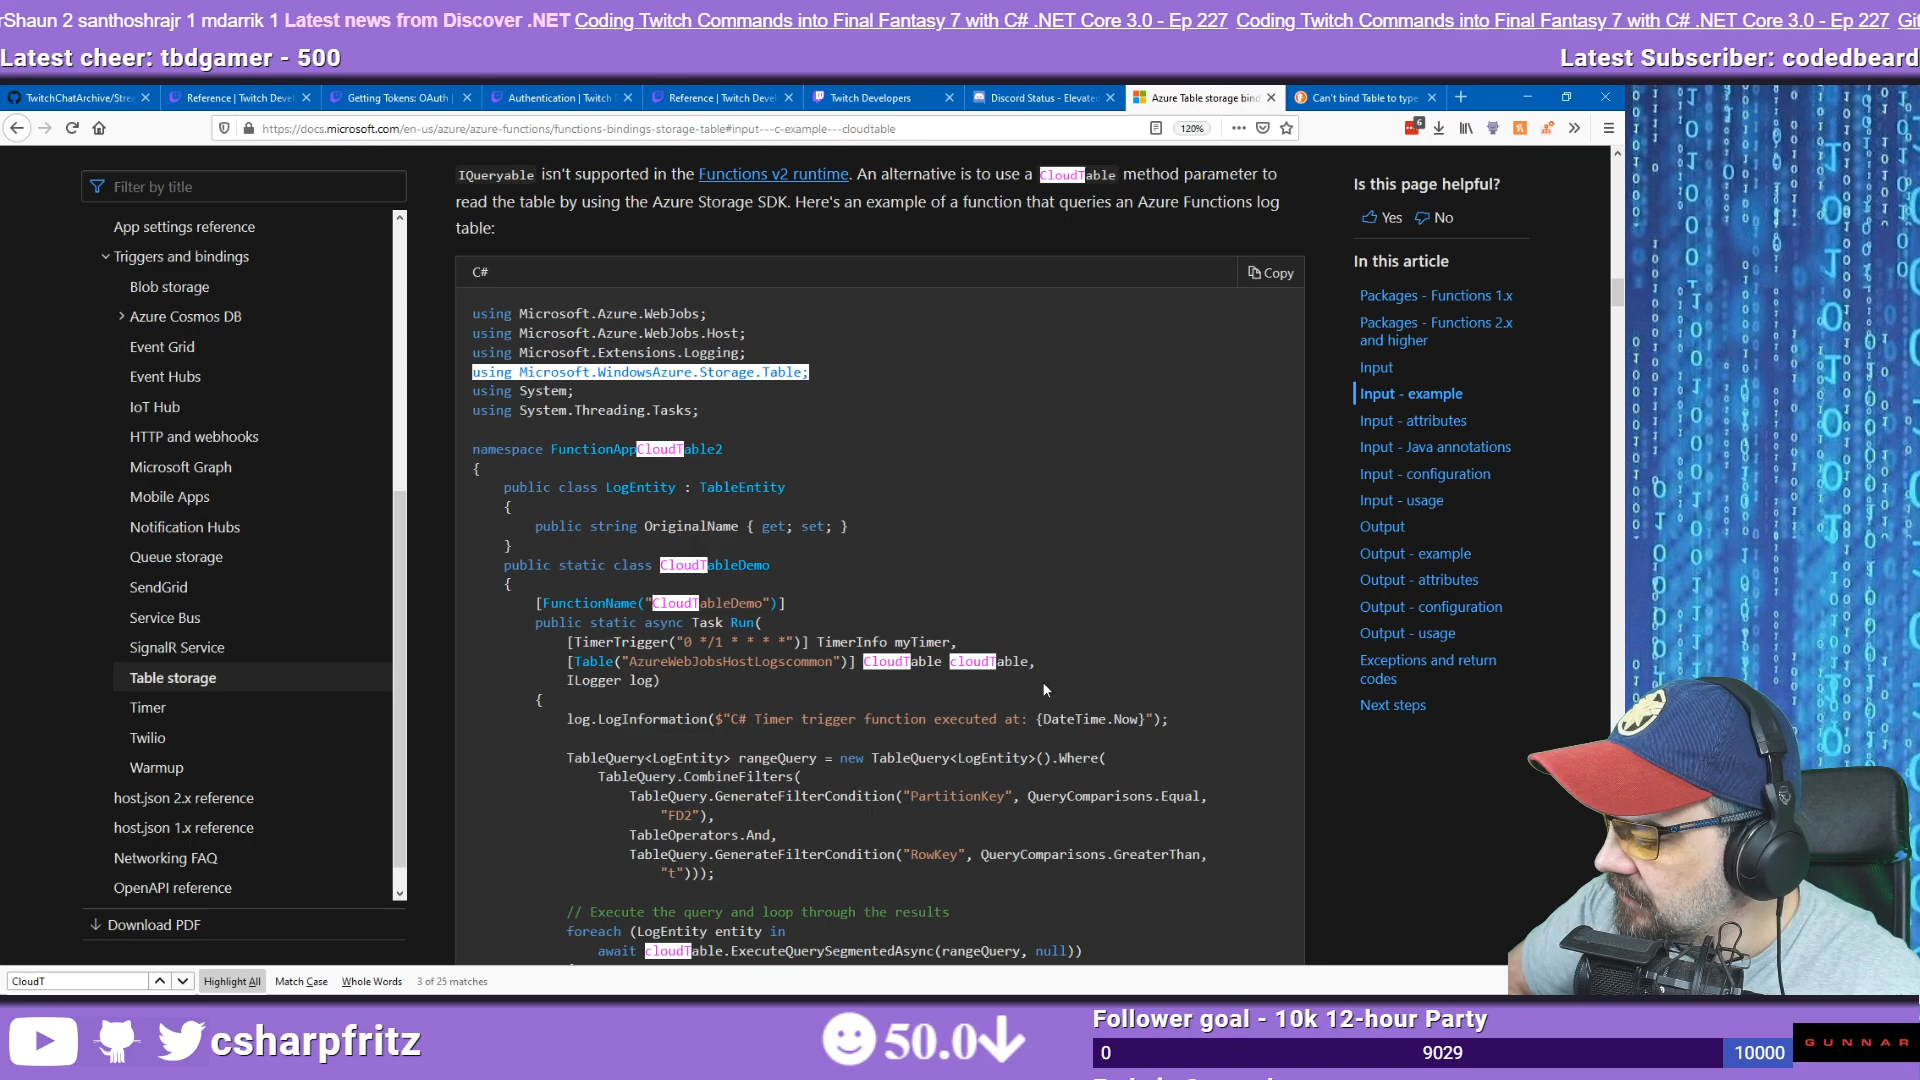 rShaun 2 santhoshrajr 1 mdarrik 1 Latest news from Discover .NET Coding Twitch Commands into Final Fantasy 7 with C# .NET Core 3.0 - Ep 227 Coding Twitch Commands into Final Fantasy 7 with C# .NET Core 3.0 - Ep 227 Git
Latest cheer: tbdgamer - 500
Latest Subscriber: codedbeard
TwitchChatArchive/Stre
Reference | Twitch Devel
Getting Tokens: OAuth |
Authentication | Twitch
Reference | Twitch Devel
Twitch Developers
Discord Status - Elevate
Azure Table storage bind
Can't bind Table to type
https://docs.microsoft.com/en-us/azure/azure-functions/functions-bindings-storage-table#input---c-example---cloudtable
120%
6
Filter by title
App settings reference
Triggers and bindings
Blob storage
Azure Cosmos DB
Event Grid
Event Hubs
IoT Hub
HTTP and webhooks
Microsoft Graph
Mobile Apps
Notification Hubs
Queue storage
SendGrid
Service Bus
SignalR Service
Table storage
Timer
Twilio
Warmup
host.json 2.x reference
host.json 1.x reference
Networking FAQ
OpenAPI reference
Download PDF
IQueryable isn't supported in the Functions v2 runtime. An alternative is to use a CloudTable method parameter to
read the table by using the Azure Storage SDK. Here's an example of a function that queries an Azure Functions log
table:
C#
Copy
using Microsoft.Azure.WebJobs;
using Microsoft.Azure.WebJobs.Host;
using Microsoft.Extensions.Logging;
using Microsoft.WindowsAzure.Storage.Table;
using System;
using System.Threading.Tasks;
namespace FunctionAppCloudTable2
{
public class LogEntity : TableEntity
{
public string OriginalName { get; set; }
}
public static class CloudTableDemo
{
[FunctionName("CloudTableDemo")]
public static async Task Run(
[TimerTrigger("0 */1 * * * *")] TimerInfo myTimer,
[Table("AzureWebJobsHostLogscommon")] CloudTable cloudTable,
ILogger log)
{
log.LogInformation($"C# Timer trigger function executed at: {DateTime.Now}");
TableQuery<LogEntity> rangeQuery = new TableQuery<LogEntity>().Where(
TableQuery.CombineFilters(
TableQuery.GenerateFilterCondition("PartitionKey", QueryComparisons.Equal,
"FD2"),
TableOperators.And,
TableQuery.GenerateFilterCondition("RowKey", QueryComparisons.GreaterThan,
"t")));
// Execute the query and loop through the results
foreach (LogEntity entity in
await cloudTable.ExecuteQuerySegmentedAsync(rangeQuery, null))
Is this page helpful?
Yes
No
In this article
Packages - Functions 1.x
Packages - Functions 2.x
and higher
Input
Input - example
Input - attributes
Input - Java annotations
Input - configuration
Input - usage
Output
Output - example
Output - attributes
Output - configuration
Output - usage
Exceptions and return
codes
Next steps
CloudT
Highlight All
Match Case
Whole Words
3 of 25 matches
csharpfritz
50.0
Follower goal - 10k 12-hour Party
0
9029
10000
GUNNAR